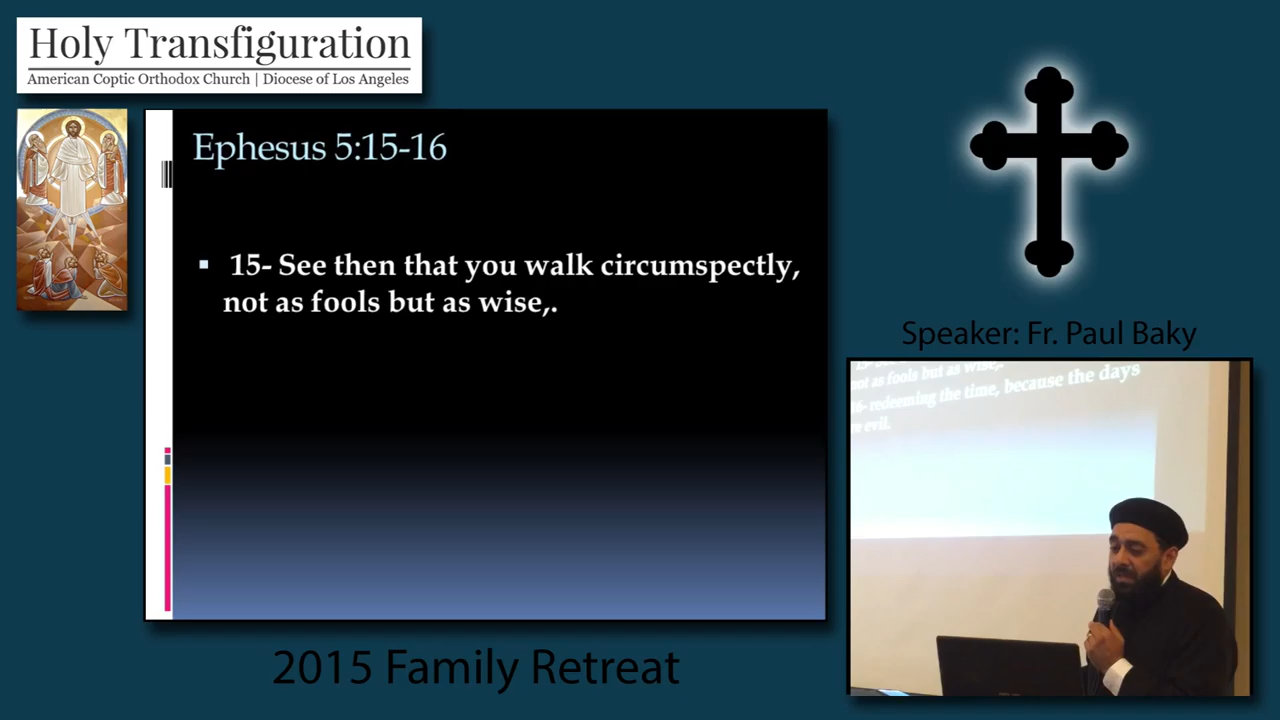 Holy Transfiguration
American Coptic Orthodox Church | Diocese of Los Angeles
Ephesus 5:15-16
15- See then that you walk circumspectly,
not as fools but as wise,.
Speaker: Fr. Paul Baky
not as fools but as wise,.
16- redeeming the time, because the days
evil.
2015 Family Retreat